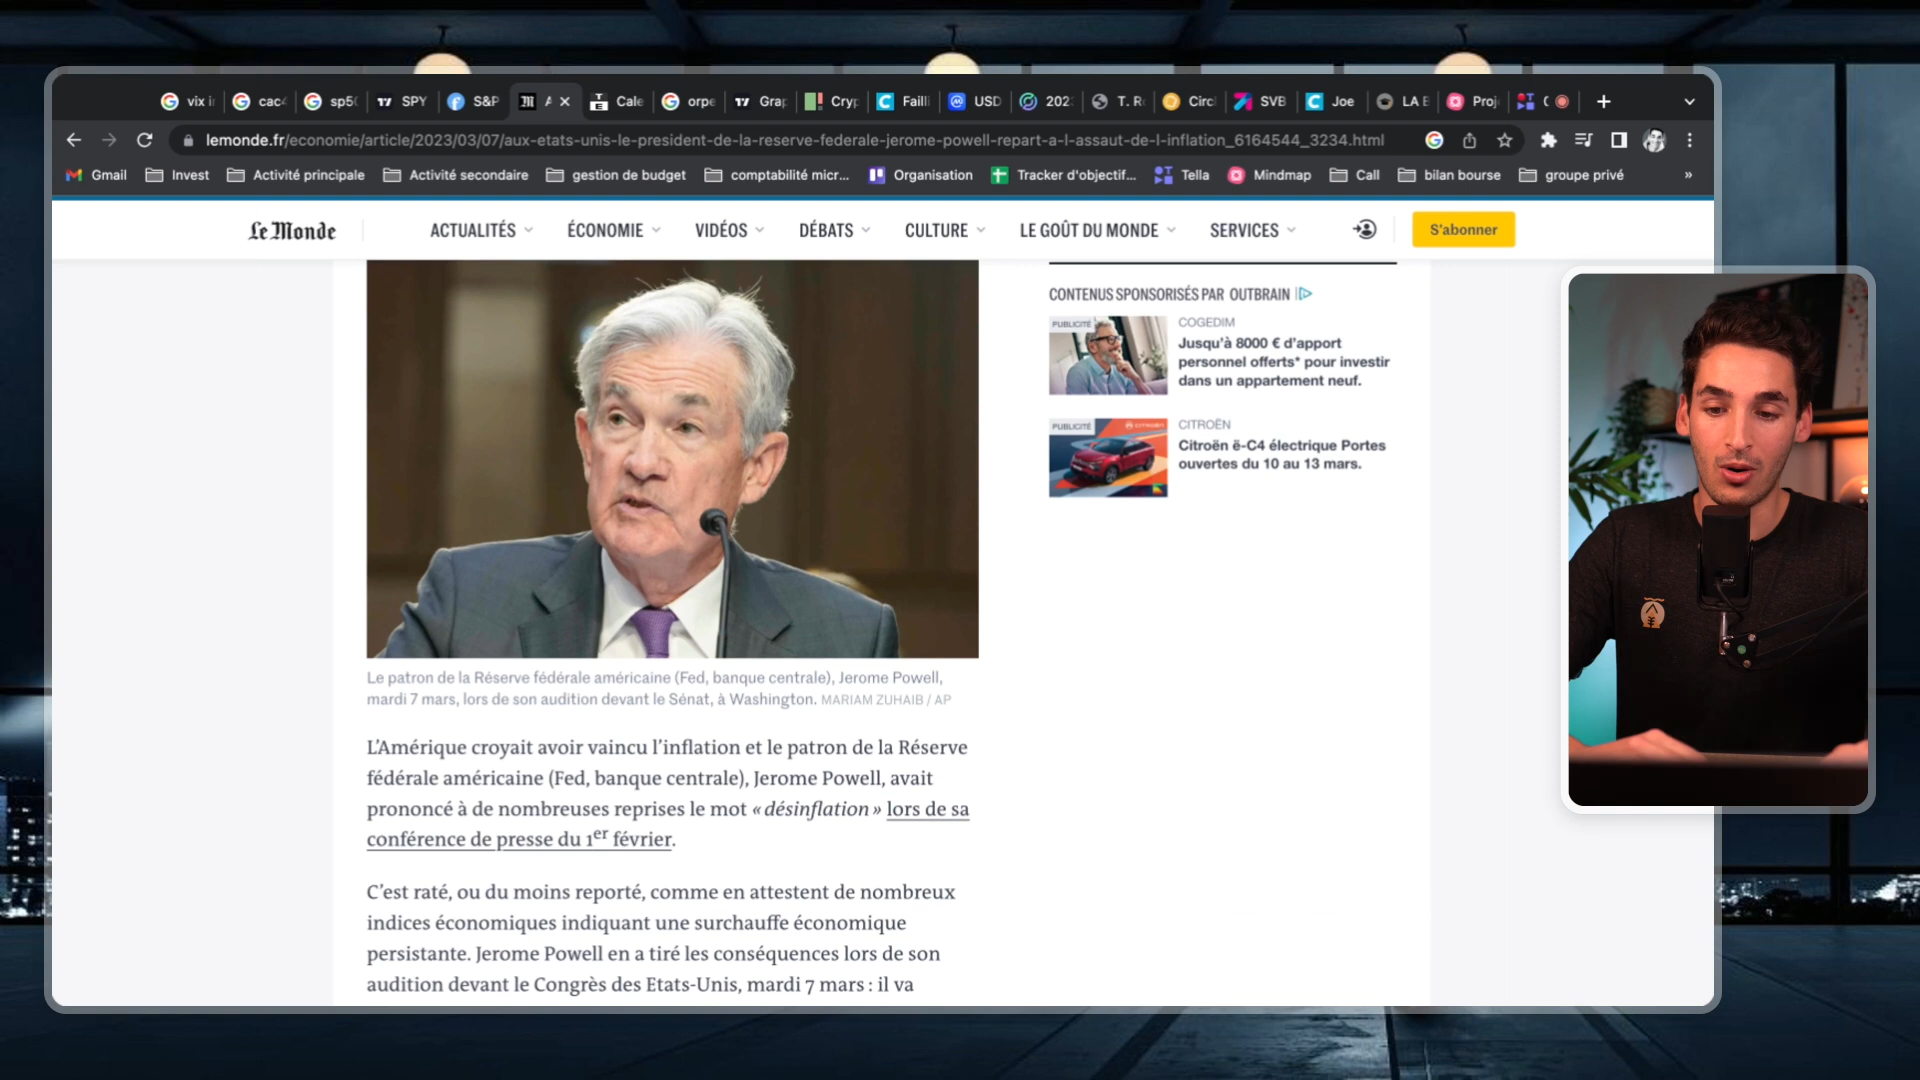 vix i
cac4
sp50
SPY
S&P
Cale
orpe
Gra
Cryp
Faill
USD
202
T. R
Circl
SVB
Joe
LA B
Proj
lemonde.fr/economie/article/2023/03/07/aux-etats-unis-le-president-de-la-reserve-federale-jerome-powell-repart-a-l-assaut-de-l-inflation_6164544_3234.html
Gmail
Invest
Activité principale
Activité secondaire
gestion de budget
comptabilité micr...
Organisation
Tracker d'objectif...
Tella
Mindmap
Call
bilan bourse
groupe privé
»
Le Monde
ACTUALITÉS
ÉCONOMIE
VIDÉOS
DÉBATS
CULTURE
LE GOÛT DU MONDE
SERVICES
S'abonner
CONTENUS SPONSORISÉS PAR OUTBRAIN
PUBLICITÉ
COGEDIM
Jusqu'à 8000 € d'apport
personnel offerts* pour investir
dans un appartement neuf.
PUBLICITÉ
CITROËN
CITROËN
Citroën ë-C4 électrique Portes
ouvertes du 10 au 13 mars.
Le patron de la Réserve fédérale américaine (Fed, banque centrale), Jerome Powell,
mardi 7 mars, lors de son audition devant le Sénat, à Washington. MARIAM ZUHAIB / AP
L'Amérique croyait avoir vaincu l'inflation et le patron de la Réserve
fédérale américaine (Fed, banque centrale), Jerome Powell, avait
prononcé à de nombreuses reprises le mot « désinflation » lors de sa
conférence de presse du 1er février.
C'est raté, ou du moins reporté, comme en attestent de nombreux
indices économiques indiquant une surchauffe économique
persistante. Jerome Powell en a tiré les conséquences lors de son
audition devant le Congrès des Etats-Unis, mardi 7 mars : il va